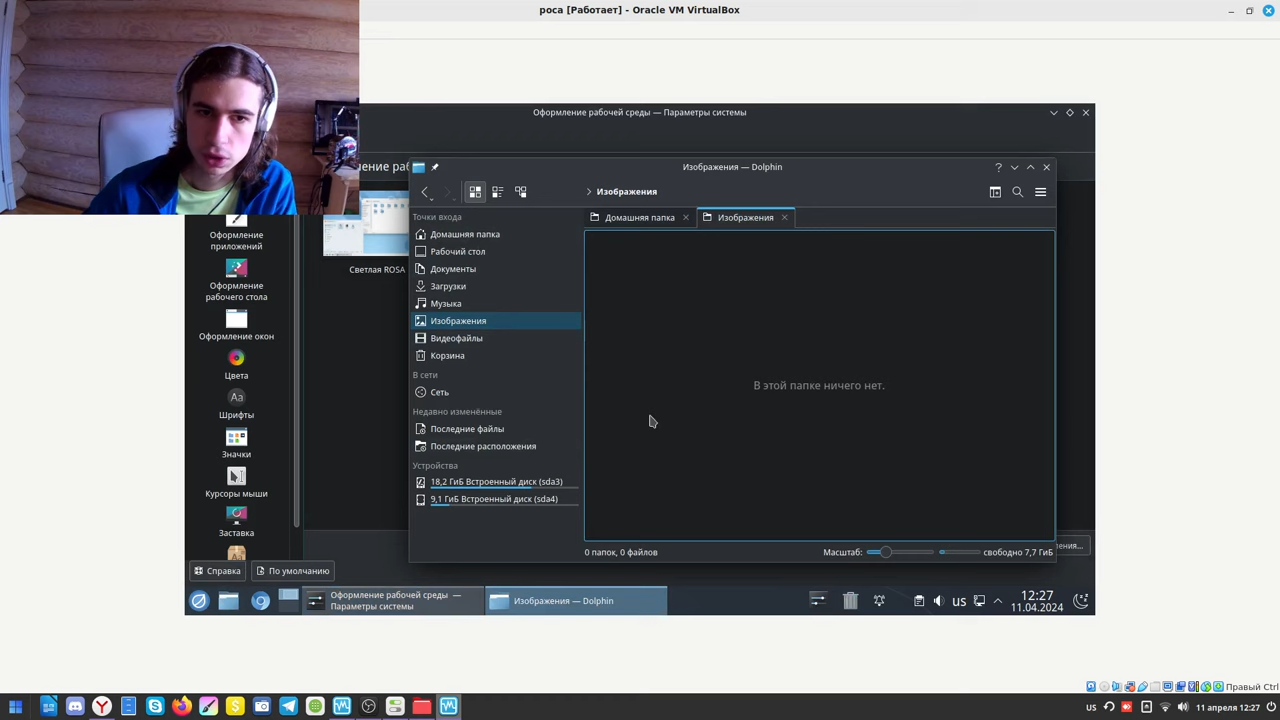 роса [Работает] - Oracle VM VirtualBox
Оформление рабочей среды — Параметры системы
Изображения — Dolphin
Изображения
Точки входа
Домашняя папка
Рабочий стол
Документы
Загрузки
Музыка
Изображения
Видеофайлы
Корзина
В сети
Сеть
Недавно изменённые
Последние файлы
Последние расположения
Устройства
18,2 ГиБ Встроенный диск (sda3)
9,1 ГиБ Встроенный диск (sda4)
Домашняя папка
Изображения
В этой папке ничего нет.
0 папок, 0 файлов
Масштаб:
свободно 7,7 ГиБ
Оформление
приложений
Оформление
рабочего стола
Оформление окон
Цвета
Aa
Шрифты
Значки
Курсоры мыши
Заставка
Светлая ROSA
Справка
По умолчанию
Оформление рабочей среды —
Параметры системы
Изображения — Dolphin
us
12:27
11.04.2024
Правый Ctrl
US
11 апреля 12:27